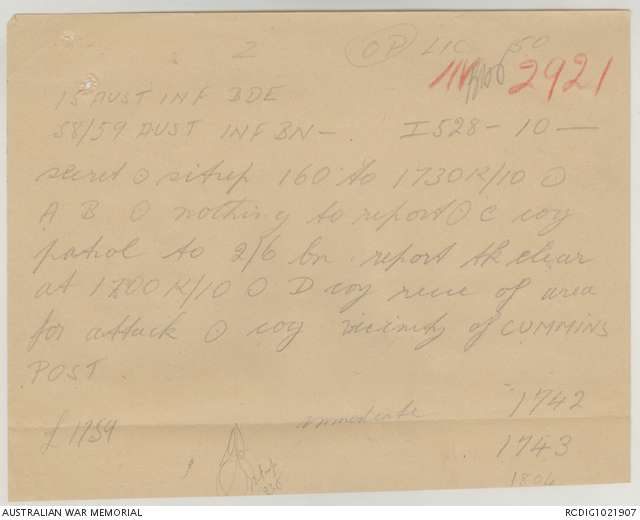 2 OP LIC 50
2921
15 AUST INF BDE
58/59 AUST INF BN - I528 - 10 —
secret O sitrep 160 to 1730K/10 O
A B O nothing to report O C coy
patrol to 2/6 bn report tk clear
at 1700K/10 O D coy recce of area
for attack O coy vicinity of CUMMINS
POST
immediate 1742
1743
1804
AUSTRALIAN WAR MEMORIAL RCDIG1021907